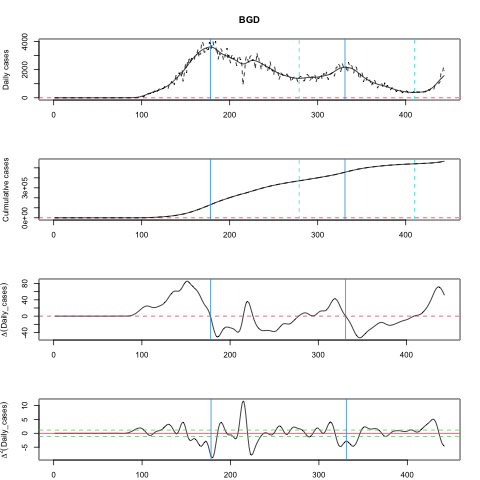 BGD
Daily cases
0 2000 4000
0 100 200 300 400
Culmulative cases
0e+00 3e+05
0 100 200 300 400
Δ(Daily_cases)
-40 0 40 80
0 100 200 300 400
Δ²(Daily_cases)
-5 0 5 10
0 100 200 300 400